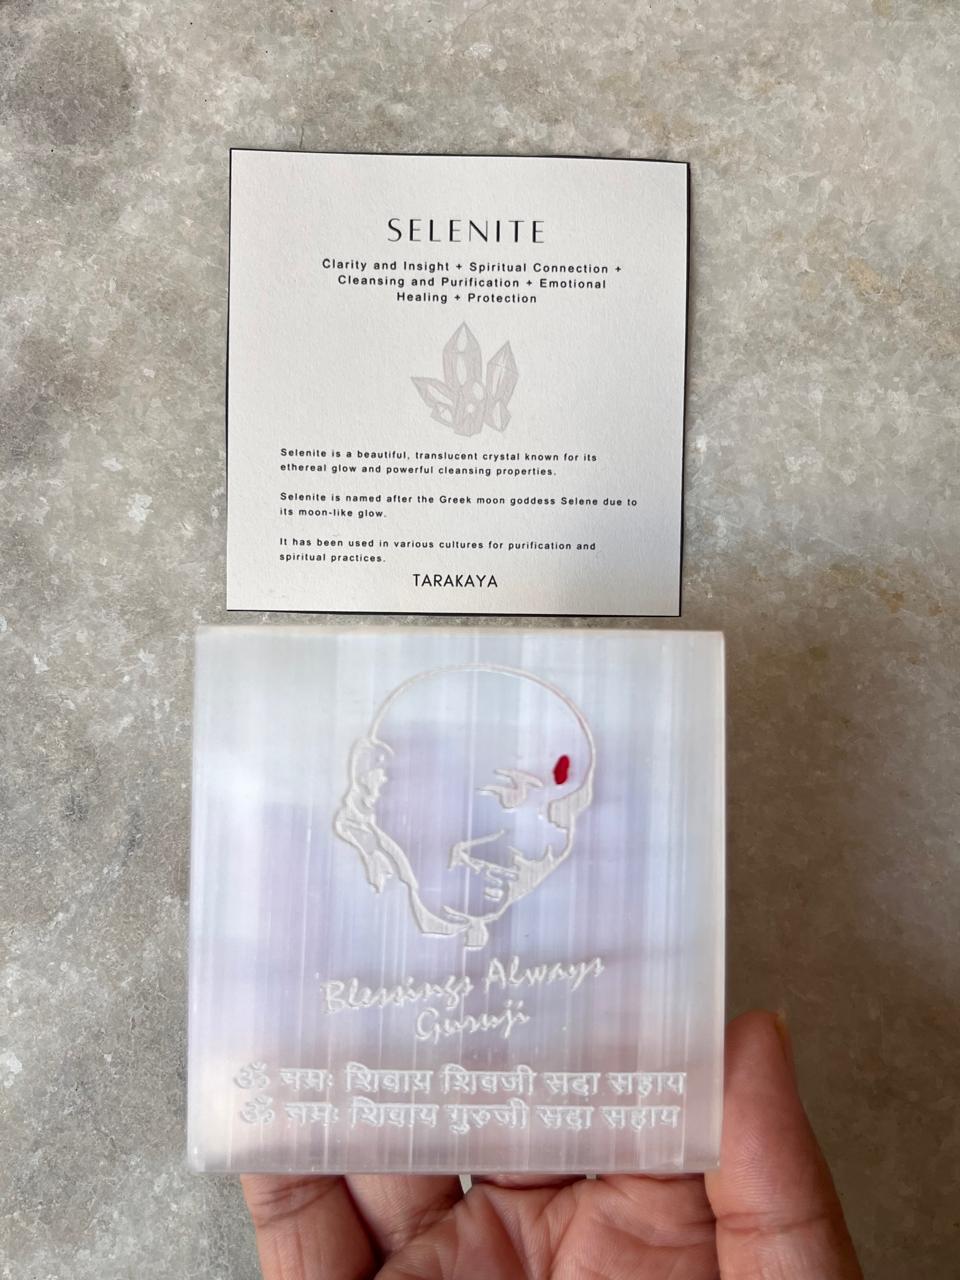 SELENITE
Clarity and Insight + Spiritual Connection +
Cleansing and Purification + Emotional
Healing + Protection
Selenite is a beautiful, translucent crystal known for its
ethereal glow and powerful cleansing properties.
Selenite is named after the Greek moon goddess Selene due to
its moon-like glow.
It has been used in various cultures for purification and
spiritual practices.
TARAKAYA
Blessings Always
Guruji
ॐ नमः शिवाय शिवजी सदा सहाय
ॐ नमः शिवाय गुरुजी सदा सहाय